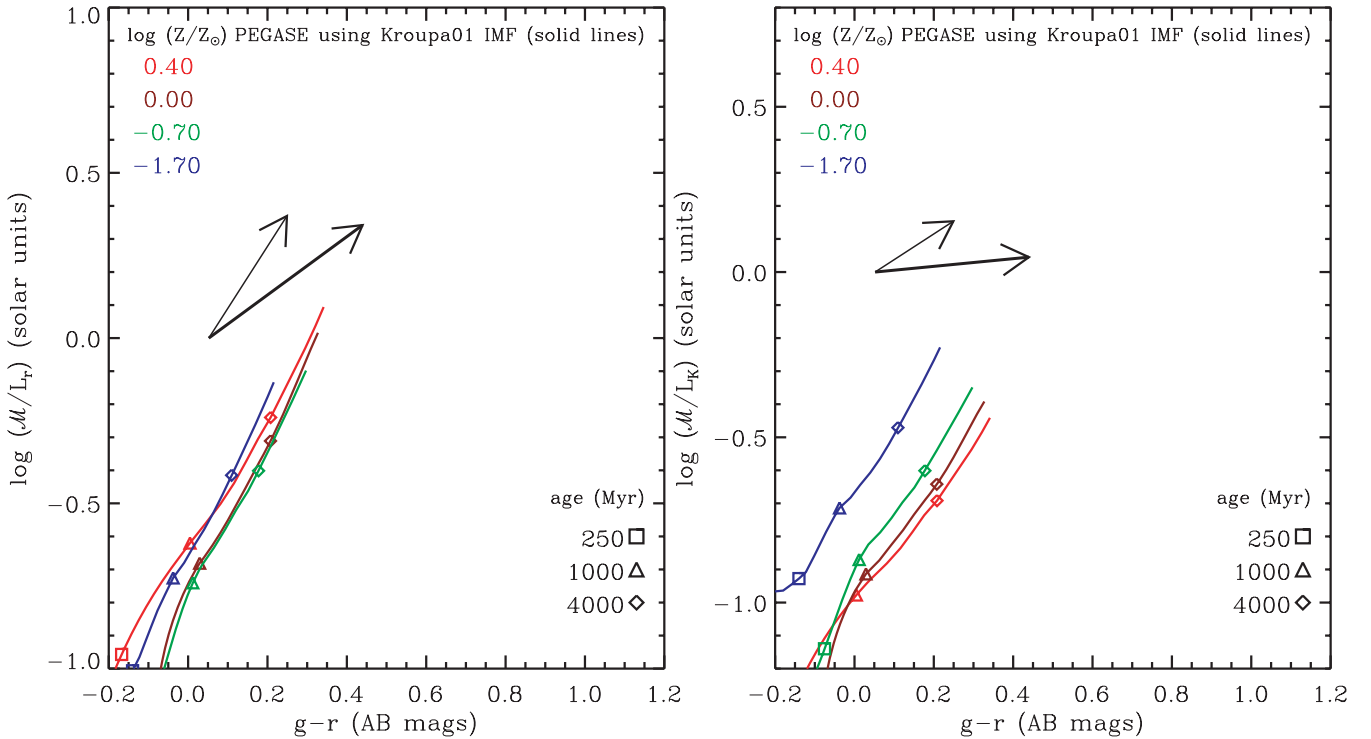 log (Z/Z☉) PEGASE using Kroupa01 IMF (solid lines)
0.40
0.00
−0.70
−1.70
1.0
0.5
0.0
−0.5
−1.0
log (ℳ/Lr) (solar units)
age (Myr)
250
1000
4000
−0.2 0.0 0.2 0.4 0.6 0.8 1.0 1.2
g−r (AB mags)
log (Z/Z☉) PEGASE using Kroupa01 IMF (solid lines)
0.40
0.00
−0.70
−1.70
0.5
0.0
−0.5
−1.0
log (ℳ/LK) (solar units)
age (Myr)
250
1000
4000
−0.2 0.0 0.2 0.4 0.6 0.8 1.0 1.2
g−r (AB mags)